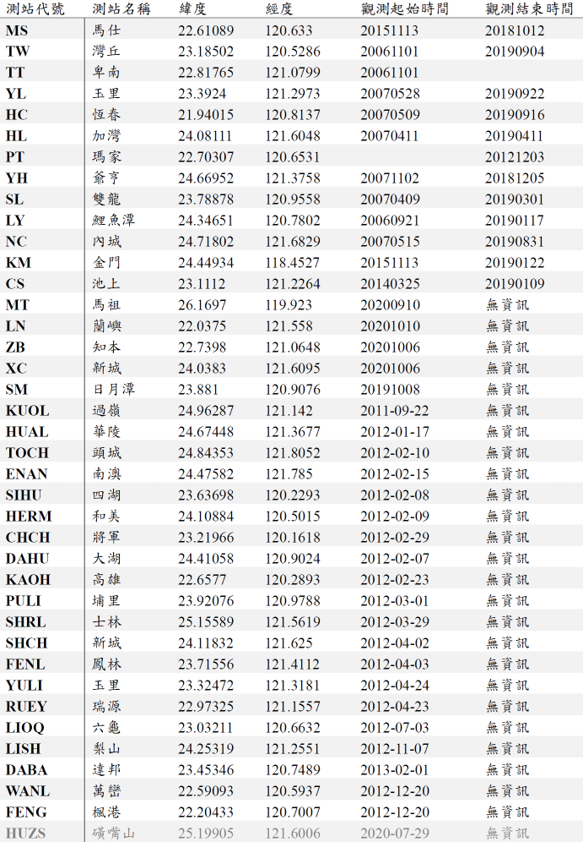 測站代號 測站名稱 緯度 經度 觀測起始時間 觀測結束時間
MS 馬仕 22.61089 120.633 20151113 20181012
TW 灣丘 23.18502 120.5286 20061101 20190904
TT 卑南 22.81765 121.0799 20061101
YL 玉里 23.3924 121.2973 20070528 20190922
HC 恆春 21.94015 120.8137 20070509 20190916
HL 加灣 24.08111 121.6048 20070411 20190411
PT 瑪家 22.70307 120.6531 20121203
YH 爺亨 24.66952 121.3758 20071102 20181205
SL 雙龍 23.78878 120.9558 20070409 20190301
LY 鯉魚潭 24.34651 120.7802 20060921 20190117
NC 內城 24.71802 121.6829 20070515 20190831
KM 金門 24.44934 118.4527 20151113 20190122
CS 池上 23.1112 121.2264 20140325 20190109
MT 馬祖 26.1697 119.923 20200910 無資訊
LN 蘭嶼 22.0375 121.558 20201010 無資訊
ZB 知本 22.7398 121.0648 20201006 無資訊
XC 新城 24.0383 121.6095 20201006 無資訊
SM 日月潭 23.881 120.9076 20191008 無資訊
KUOL 過嶺 24.96287 121.142 2011-09-22 無資訊
HUAL 華陵 24.67448 121.3677 2012-01-17 無資訊
TOCH 頭城 24.84353 121.8052 2012-02-10 無資訊
ENAN 南澳 24.47582 121.785 2012-02-15 無資訊
SIHU 四湖 23.63698 120.2293 2012-02-08 無資訊
HERM 和美 24.10884 120.5015 2012-02-09 無資訊
CHCH 將軍 23.21966 120.1618 2012-02-29 無資訊
DAHU 大湖 24.41058 120.9024 2012-02-07 無資訊
KAOH 高雄 22.6577 120.2893 2012-02-23 無資訊
PULI 埔里 23.92076 120.9788 2012-03-01 無資訊
SHRL 士林 25.15589 121.5619 2012-03-29 無資訊
SHCH 新城 24.11832 121.625 2012-04-02 無資訊
FENL 鳳林 23.71556 121.4112 2012-04-03 無資訊
YULI 玉里 23.32472 121.3181 2012-04-24 無資訊
RUEY 瑞源 22.97325 121.1557 2012-04-23 無資訊
LIOQ 六龜 23.03211 120.6632 2012-07-03 無資訊
LISH 梨山 24.25319 121.2551 2012-11-07 無資訊
DABA 達邦 23.45346 120.7489 2013-02-01 無資訊
WANL 萬巒 22.59093 120.5937 2012-12-20 無資訊
FENG 楓港 22.20433 120.7007 2012-12-20 無資訊
HUZS 磺嘴山 25.19905 121.6006 2020-07-29 無資訊